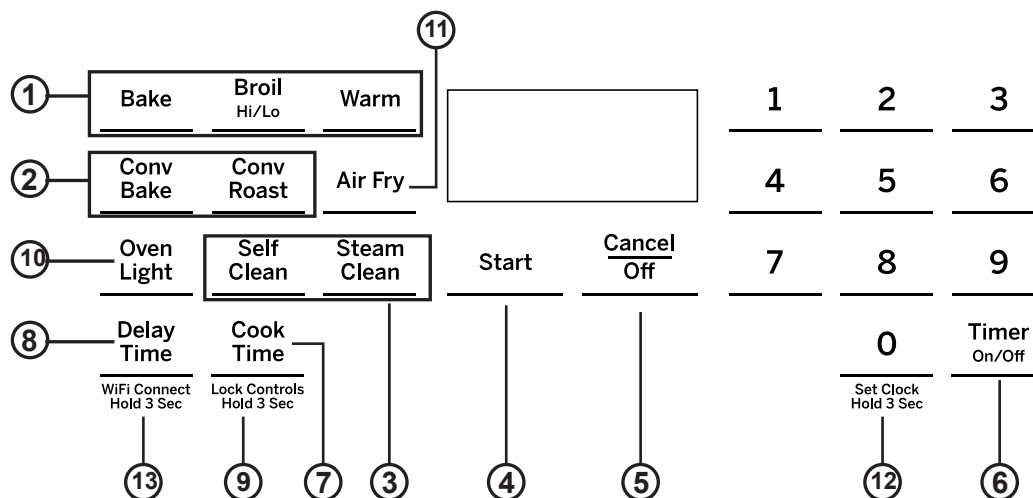 11
1 Bake Broil Warm 1 2 3
Hi/Lo
2 Conv Bake Conv Roast Air Fry 4 5 6
10 Oven Light Self Clean Steam Clean Start Cancel Off 7 8 9
8 Delay Time Cook Time 0 Timer
On/Off
WiFi Connect Lock Controls Set Clock
Hold 3 Sec Hold 3 Sec Hold 3 Sec
13 9 7 3 4 5 12 6